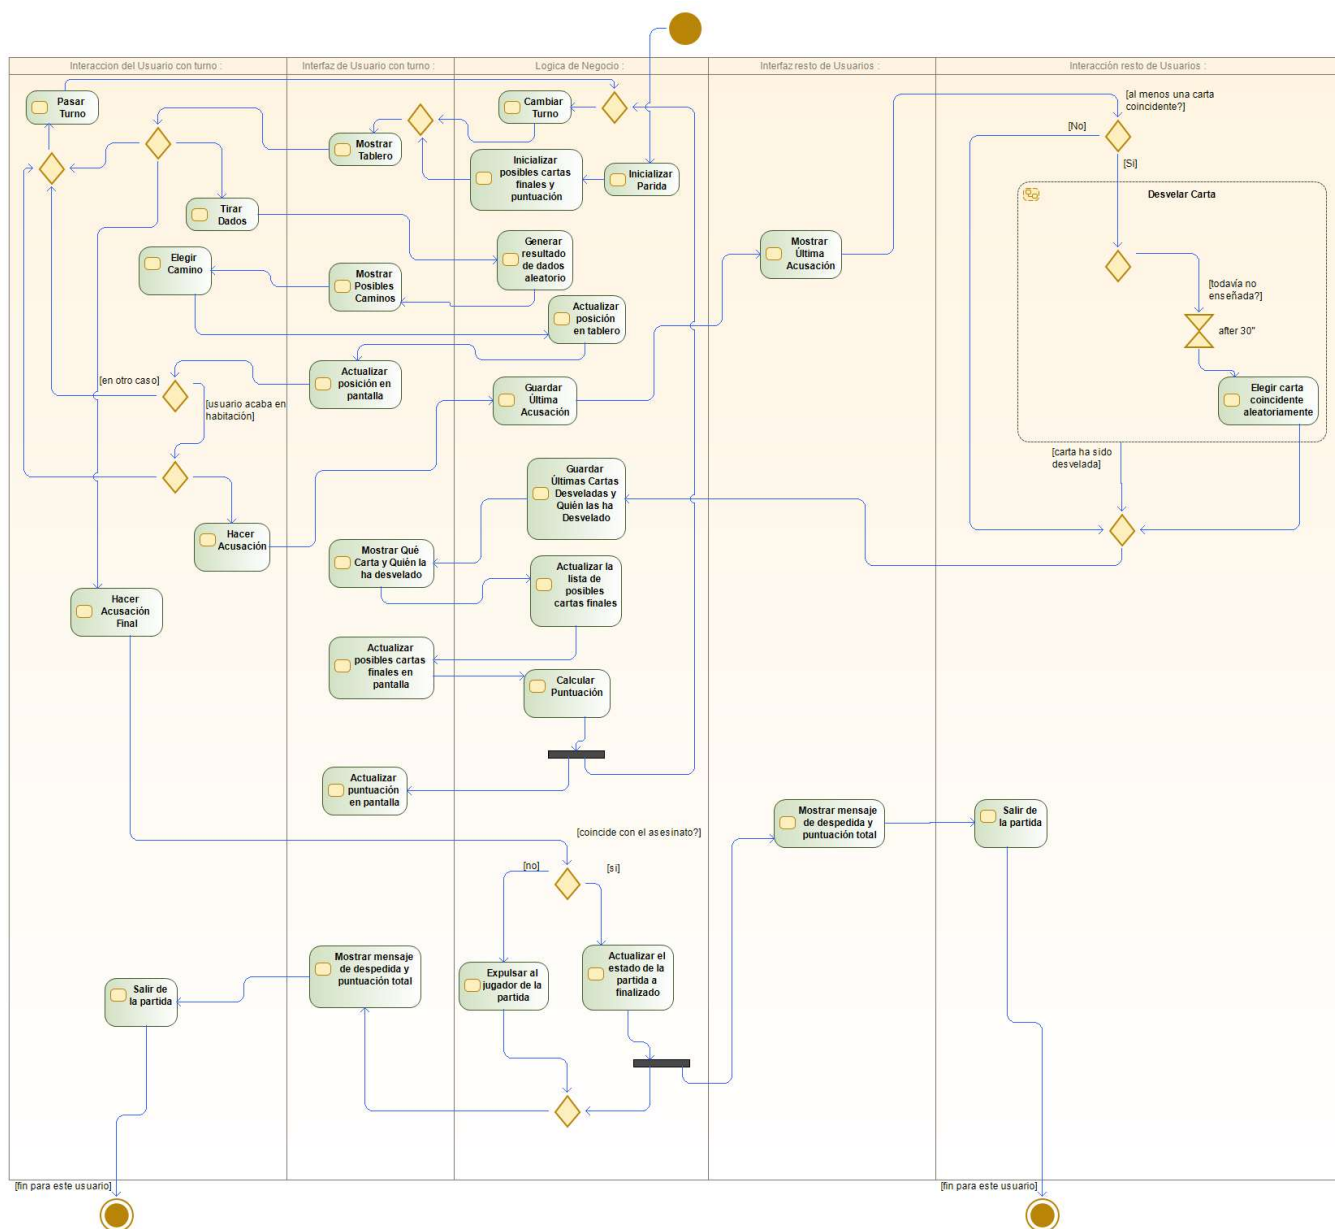 Interaccion del Usuario con turno :
Interfaz de Usuario con turno :
Logica de Negocio :
Interfaz resto de Usuarios :
Interacción resto de Usuarios :
Pasar
Turno
Cambiar
Turno
[al menos una carta
coincidente?]
[No]
[Si]
Mostrar
Tablero
Inicializar
posibles cartas
finales y
puntuación
Inicializar
Parida
Desvelar Carta
Tirar
Dados
Elegir
Camino
Mostrar
Posibles
Caminos
Generar
resultado
de dados
aleatorio
Mostrar
Última
Acusación
[todavía no
enseñada?]
after 30"
Actualizar
posición
en tablero
[en otro caso]
[usuario acaba en
habitación]
Actualizar
posición en
pantalla
Guardar
Última
Acusación
Elegir carta
coincidente
aleatoriamente
[carta ha sido
desvelada]
Guardar
Últimas Cartas
Desveladas y
Quién las ha
Desvelado
Hacer
Acusación
Mostrar Qué
Carta y Quién la
ha desvelado
Actualizar la
lista de
posibles
cartas finales
Hacer
Acusación
Final
Actualizar
posibles cartas
finales en
pantalla
Calcular
Puntuación
Actualizar
puntuación
en pantalla
Mostrar mensaje
de despedida y
puntuación total
Salir de
la partida
[coincide con el asesinato?]
[no]
[si]
Mostrar mensaje
de despedida y
puntuación total
Expulsar al
jugador de la
partida
Actualizar el
estado de la
partida a
finalizado
Salir de
la partida
[fin para este usuario]
[fin para este usuario]